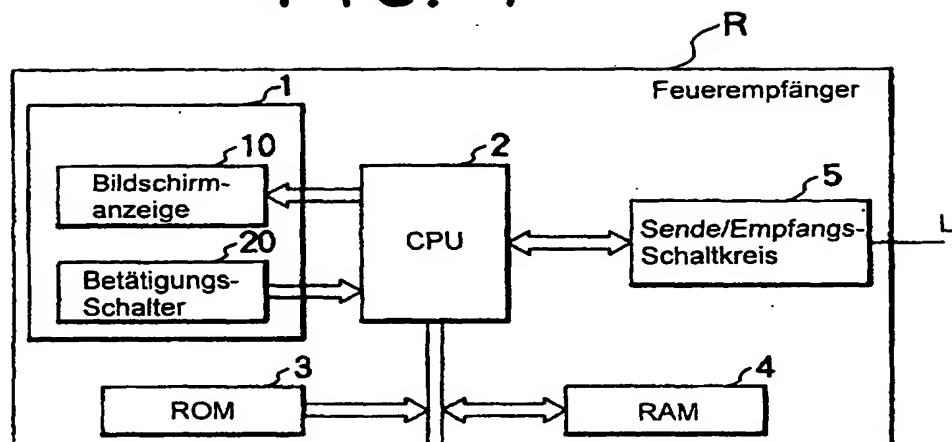 R
Feuerempfänger
1
10
Bildschirm-
anzeige
2
CPU
5
Sende/Empfangs-
Schaltkreis
L
20
Betätigungs-
Schalter
3
ROM
4
RAM